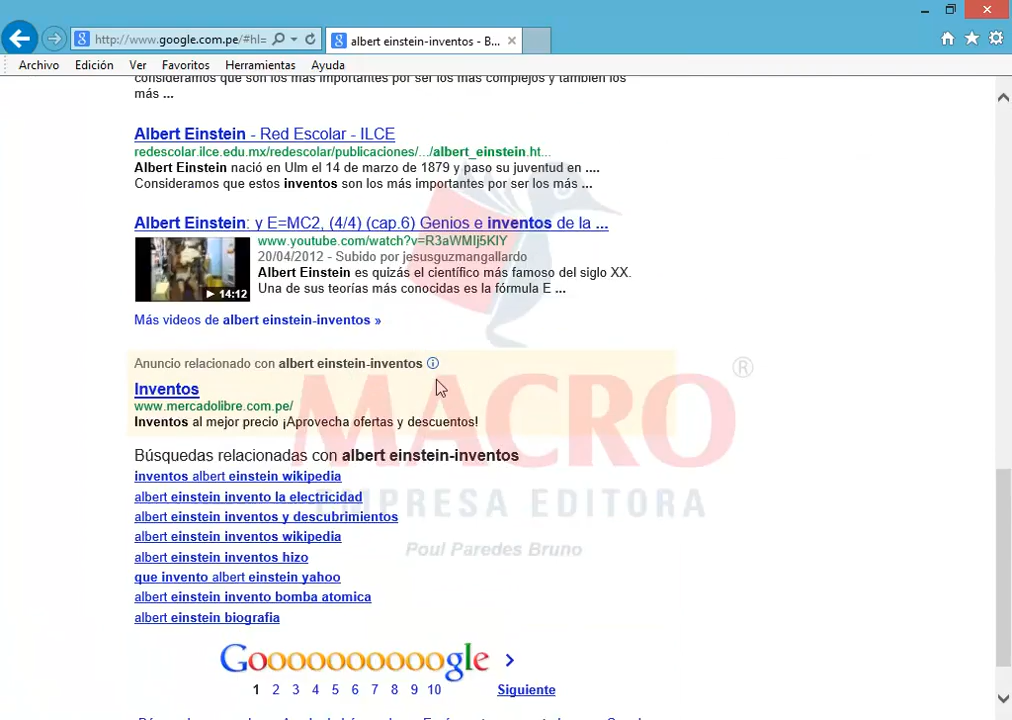 http://www.google.com.pe/#hl=
albert einstein-inventos - B...
Archivo Edición Ver Favoritos Herramientas Ayuda
consideramos que son los más importantes por ser los más complejos y también los
más ...
Albert Einstein - Red Escolar - ILCE
redescolar.ilce.edu.mx/redescolar/publicaciones/.../albert_einstein.ht...
Albert Einstein nació en Ulm el 14 de marzo de 1879 y paso su juventud en ....
Consideramos que estos inventos son los más importantes por ser los más ...
Albert Einstein: y E=MC2, (4/4) (cap.6) Genios e inventos de la ...
www.youtube.com/watch?v=R3aWMIj5KIY
20/04/2012 - Subido por jesusguzmangallardo
Albert Einstein es quizás el científico más famoso del siglo XX.
Una de sus teorías más conocidas es la fórmula E ...
14:12
Más videos de albert einstein-inventos »
Anuncio relacionado con albert einstein-inventos
Inventos
www.mercadolibre.com.pe/
Inventos al mejor precio ¡Aprovecha ofertas y descuentos!
MACRO ®
EMPRESA EDITORA
Poul Paredes Bruno
Búsquedas relacionadas con albert einstein-inventos
inventos albert einstein wikipedia
albert einstein invento la electricidad
albert einstein inventos y descubrimientos
albert einstein inventos wikipedia
albert einstein inventos hizo
que invento albert einstein yahoo
albert einstein invento bomba atomica
albert einstein biografia
Goooooooooogle >
1 2 3 4 5 6 7 8 9 10 Siguiente